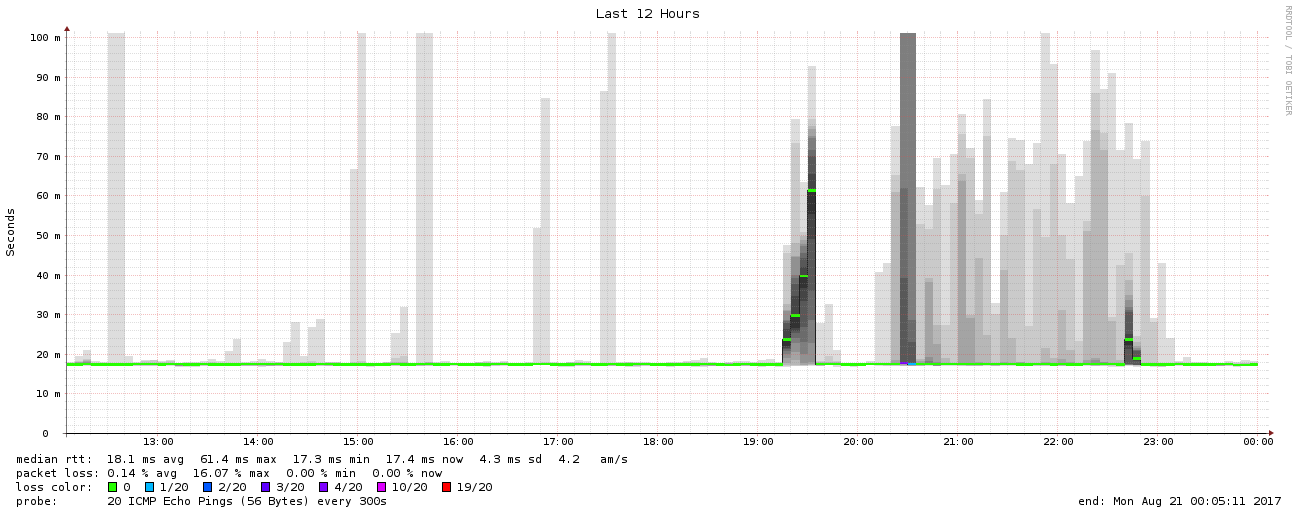 Last 12 Hours
RRDTOOL / TOBI OETIKER
Seconds
100 m
90 m
80 m
70 m
60 m
50 m
40 m
30 m
20 m
10 m
0
13:00 14:00 15:00 16:00 17:00 18:00 19:00 20:00 21:00 22:00 23:00 00:00
median rtt: 18.1 ms avg 61.4 ms max 17.3 ms min 17.4 ms now 4.3 ms sd 4.2 am/s
packet loss: 0.14 % avg 16.07 % max 0.00 % min 0.00 % now
loss color: 0 1/20 2/20 3/20 4/20 10/20 19/20
probe: 20 ICMP Echo Pings (56 Bytes) every 300s end: Mon Aug 21 00:05:11 2017